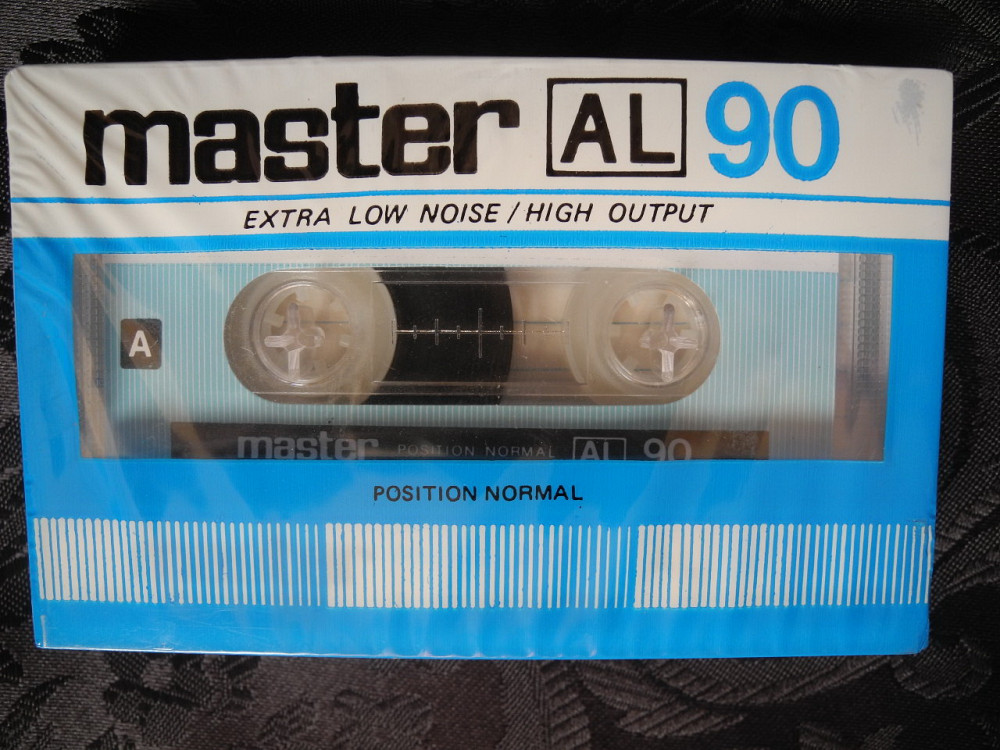 master AL 90
EXTRA LOW NOISE / HIGH OUTPUT
A
master POSITION NORMAL AL 90
POSITION NORMAL